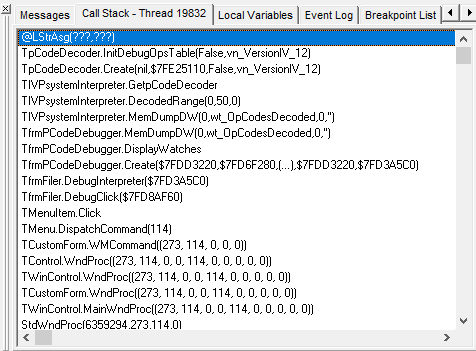 Messages Call Stack - Thread 19832 Local Variables Event Log Breakpoint List
@LStrAsg(???,???)
TpCodeDecoder.InitDebugOpsTable(False,vn_VersionIV_12)
TpCodeDecoder.Create(nil,$7FE25110,False,vn_VersionIV_12)
TIVPsystemInterpreter.GetpCodeDecoder
TIVPsystemInterpreter.DecodedRange(0,50,0)
TIVPsystemInterpreter.MemDumpDW(0,wt_OpCodesDecoded,0,'')
TfrmPCodeDebugger.MemDumpDW(0,wt_OpCodesDecoded,0,'')
TfrmPCodeDebugger.DisplayWatches
TfrmPCodeDebugger.Create($7FDD3220,$7FD6F280,(...),$7FDD3220,$7FD3A5C0)
TfrmFiler.DebugInterpreter($7FD3A5C0)
TfrmFiler.DebugClick($7FD8AF60)
TMenuItem.Click
TMenu.DispatchCommand(114)
TCustomForm.WMCommand((273, 114, 0, 0, 0))
TControl.WndProc((273, 114, 0, 0, 114, 0, 0, 0, 0, 0))
TWinControl.WndProc((273, 114, 0, 0, 114, 0, 0, 0, 0, 0))
TCustomForm.WndProc((273, 114, 0, 0, 114, 0, 0, 0, 0, 0))
TWinControl.MainWndProc((273, 114, 0, 0, 114, 0, 0, 0, 0, 0))
StdWndProc(6359294,273,114,0)